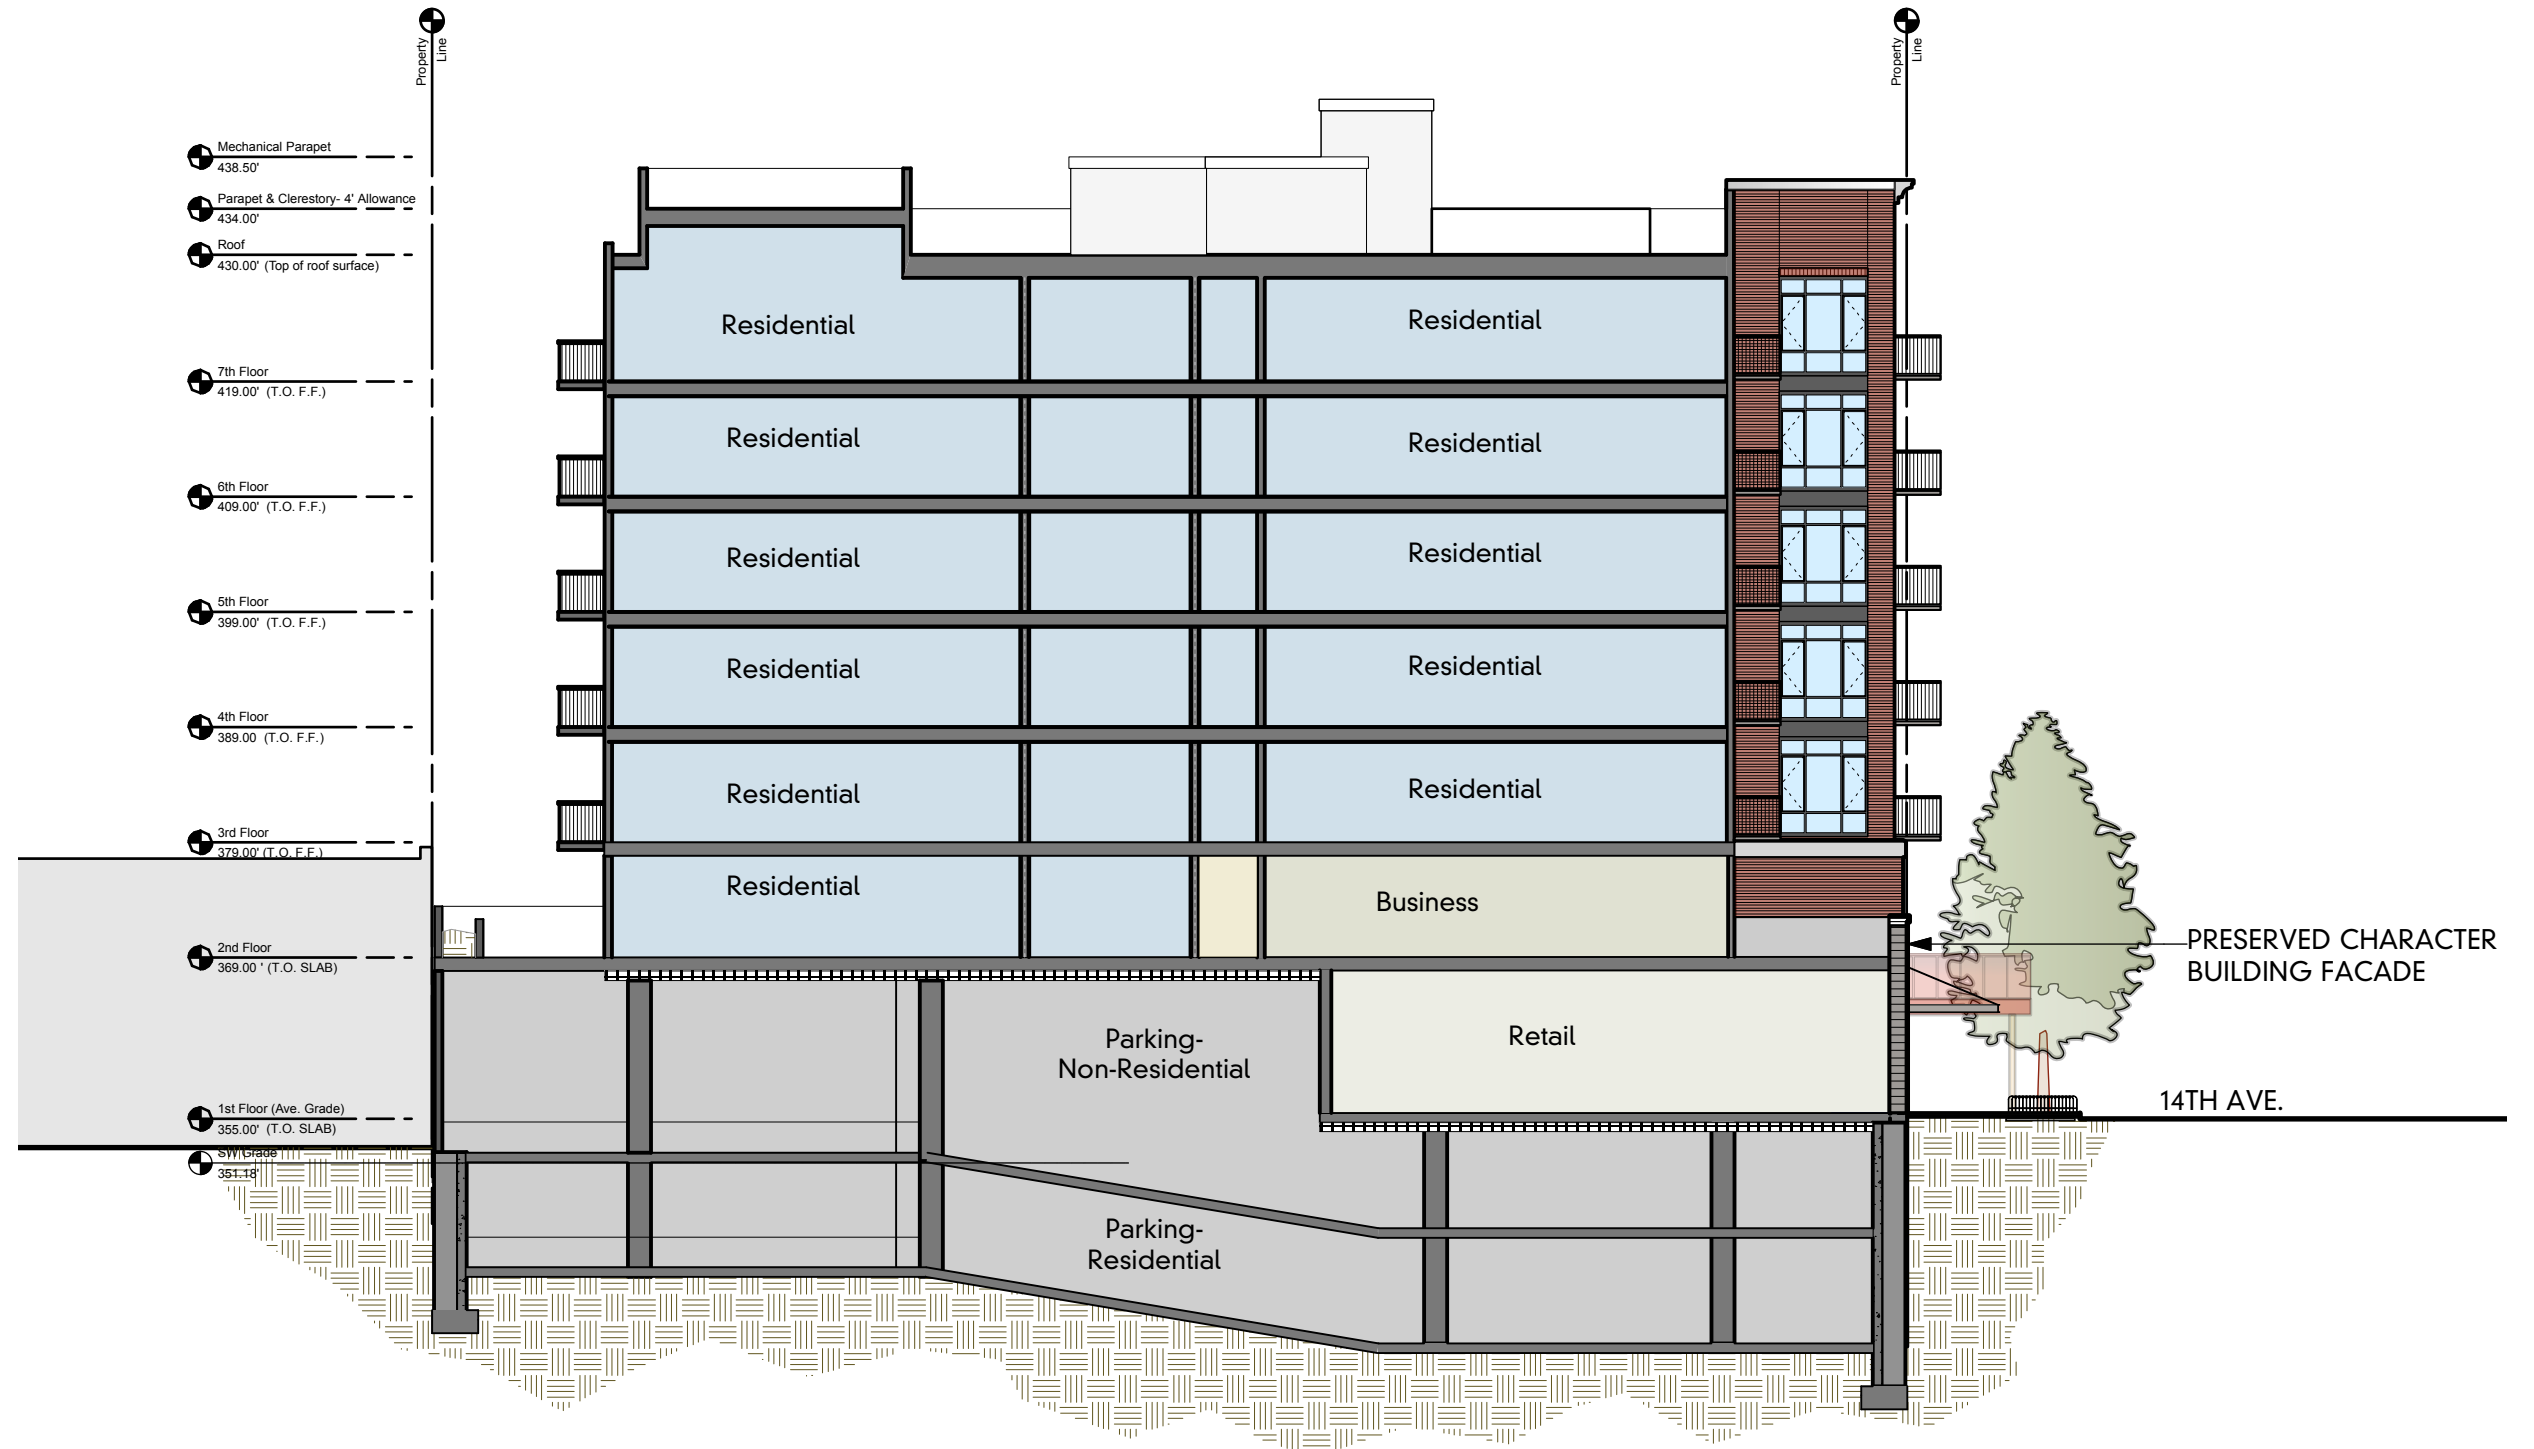 Property
Line
Property
Line
Mechanical Parapet
438.50'
Parapet & Clerestory- 4' Allowance
434.00'
Roof
430.00' (Top of roof surface)
Residential
Residential
7th Floor
419.00' (T.O. F.F.)
Residential
Residential
6th Floor
409.00' (T.O. F.F.)
Residential
Residential
5th Floor
399.00' (T.O. F.F.)
Residential
Residential
4th Floor
389.00 (T.O. F.F.)
Residential
Residential
3rd Floor
379.00' (T.O. F.F.)
Residential
Business
2nd Floor
369.00 ' (T.O. SLAB)
PRESERVED CHARACTER
BUILDING FACADE
Parking-
Non-Residential
Retail
14TH AVE.
1st Floor (Ave. Grade)
355.00' (T.O. SLAB)
SW Grade
351.18'
Parking-
Residential